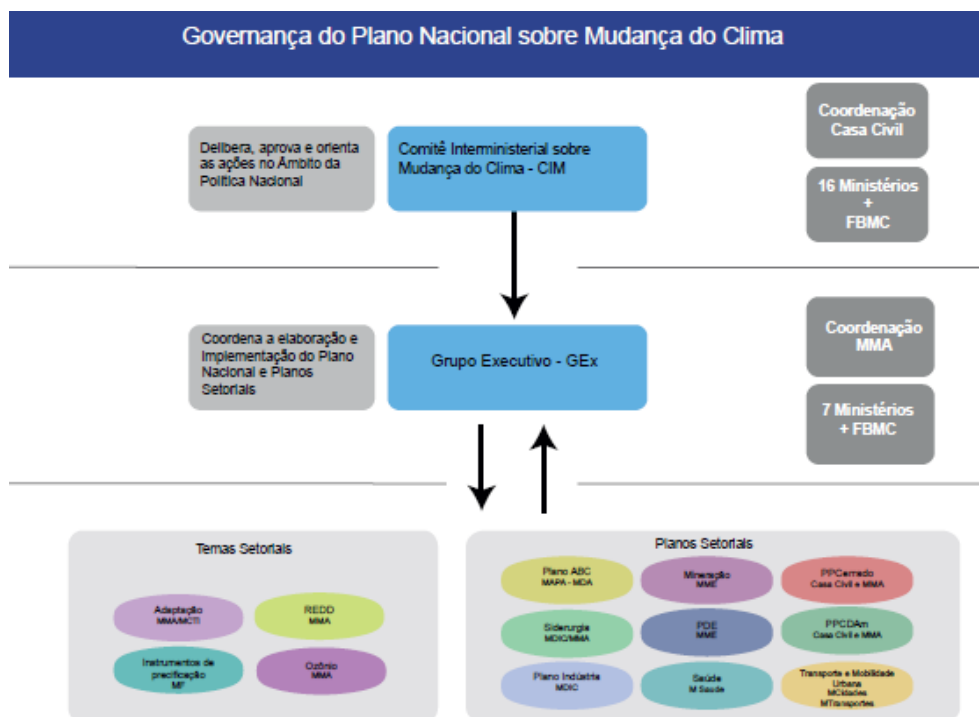 Governança do Plano Nacional sobre Mudança do Clima
Delibera, aprova e orienta
as ações no Âmbito da
Política Nacional
Comitê Interministerial sobre
Mudança do Clima - CIM
Coordenação
Casa Civil
16 Ministérios
+
FBMC
Coordena a elaboração e
Implementação do Plano
Nacional e Planos
Setoriais
Grupo Executivo - GEx
Coordenação
MMA
7 Ministérios
+ FBMC
Temas Setoriais
Adaptação
MMA/MCTI
REDD
MMA
Instrumentos de
precificação
MF
Ozônio
MMA
Planos Setoriais
Plano ABC
MAPA - MDA
Mineração
MME
PPCerrado
Casa Civil e MMA
Siderurgia
MDIC/MMA
PDE
MME
PPCDAm
Casa Civil e MMA
Plano Indústria
MDIC
Saúde
M Saude
Transporte e Mobilidade
Urbana
MCidades
MTransportes